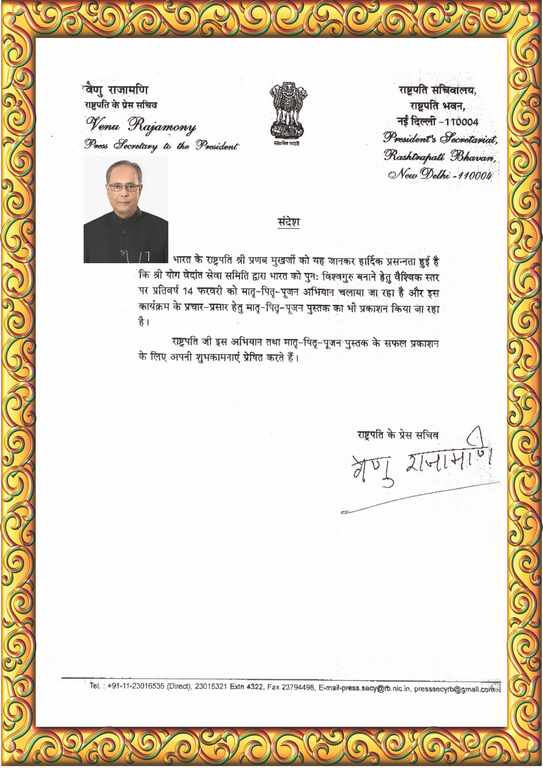 वेणु राजामणि
राष्ट्रपति के प्रेस सचिव
Venu Rajamony
Press Secretary to the President
सत्यमेव जयते
राष्ट्रपति सचिवालय,
राष्ट्रपति भवन,
नई दिल्ली -110004
President's Secretariat,
Rashtrapati Bhavan,
New Delhi -110004
संदेश
भारत के राष्ट्रपति श्री प्रणब मुखर्जी को यह जानकर हार्दिक प्रसन्नता हुई है
कि श्री योग वेदांत सेवा समिति द्वारा भारत को पुनः विश्वगुरु बनाने हेतु वैश्विक स्तर
पर प्रतिवर्ष 14 फरवरी को मातृ-पितृ-पूजन अभियान चलाया जा रहा है और इस
कार्यक्रम के प्रचार-प्रसार हेतु मातृ-पितृ-पूजन पुस्तक का भी प्रकाशन किया जा रहा
है।
राष्ट्रपति जी इस अभियान तथा मातृ-पितृ-पूजन पुस्तक के सफल प्रकाशन
के लिए अपनी शुभकामनाएं प्रेषित करते हैं।
राष्ट्रपति के प्रेस सचिव
वेणु राजामणि
Tel. : +91-11-23016535 (Direct), 23015321 Extn 4322, Fax 23794498, E-mail-press.secy@rb.nic.in, presssecyrb@gmail.com